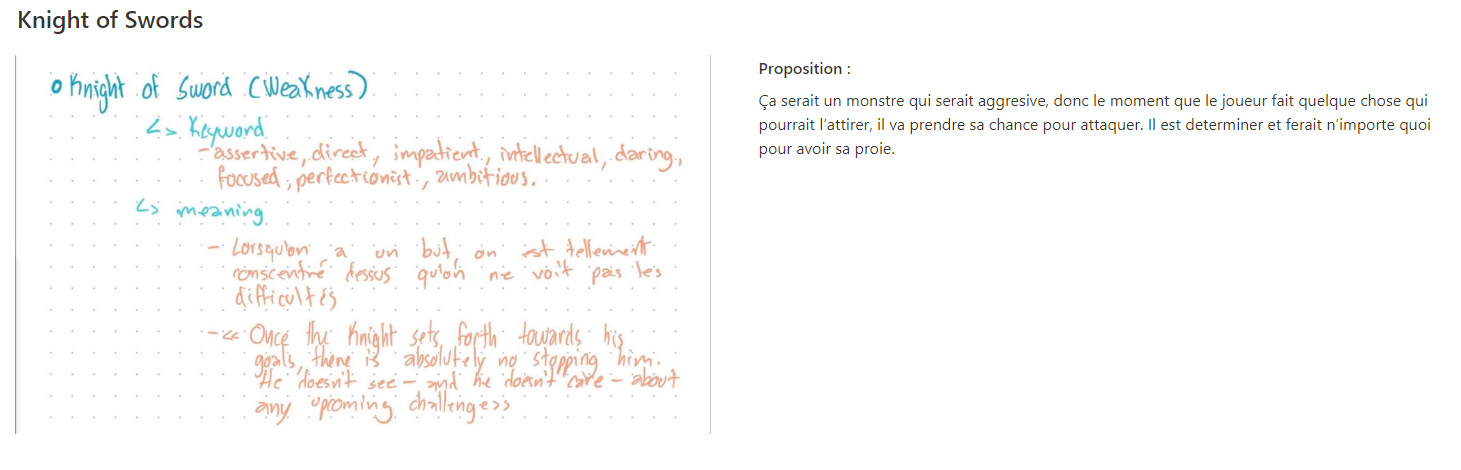 Knight of Swords
Knight of Sword (Weakness)
↳ Keyword
- assertive, direct, impatient, intellectual, daring,
focused, perfectionist, ambitious.
↳ meaning
- Lorsqu'on a un but, on est tellement
conscentré dessus qu'on ne voit pas les
difficultés
- « Once the Knight sets forth towards his
goals, there is absolutely no stopping him.
He doesn't see - and he doesn't care - about
any upcoming challenges »
Proposition :
Ça serait un monstre qui serait aggresive, donc le moment que le joueur fait quelque chose qui
pourrait l'attirer, il va prendre sa chance pour attaquer. Il est determiner et ferait n'importe quoi
pour avoir sa proie.